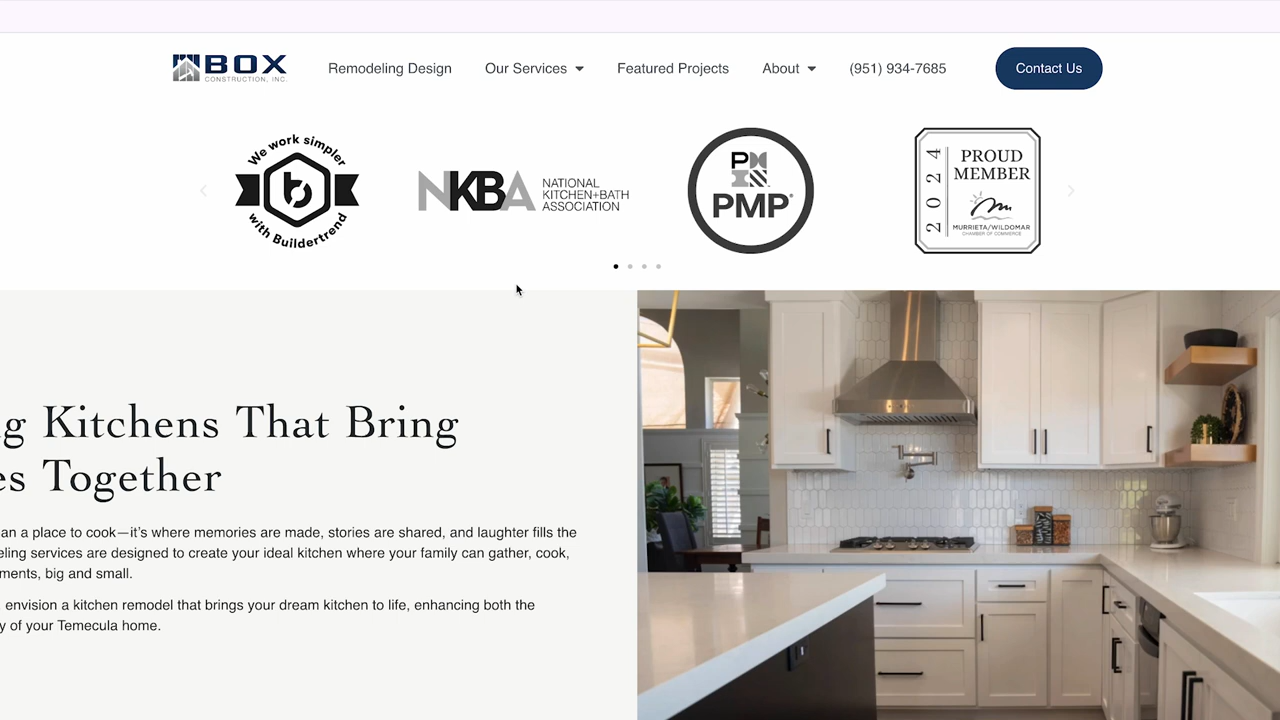 BOX
CONSTRUCTION, INC.
Remodeling Design
Our Services
Featured Projects
About
(951) 934-7685
Contact Us
We work simpler
with Buildertrend
NKBA
NATIONAL
KITCHEN+BATH
ASSOCIATION
PMP
PMP®
2024
PROUD
MEMBER
MURRIETA/WILDOMAR
CHAMBER OF COMMERCE
g Kitchens That Bring
es Together
an a place to cook—it's where memories are made, stories are shared, and laughter fills the
eling services are designed to create your ideal kitchen where your family can gather, cook,
ments, big and small.
envision a kitchen remodel that brings your dream kitchen to life, enhancing both the
y of your Temecula home.